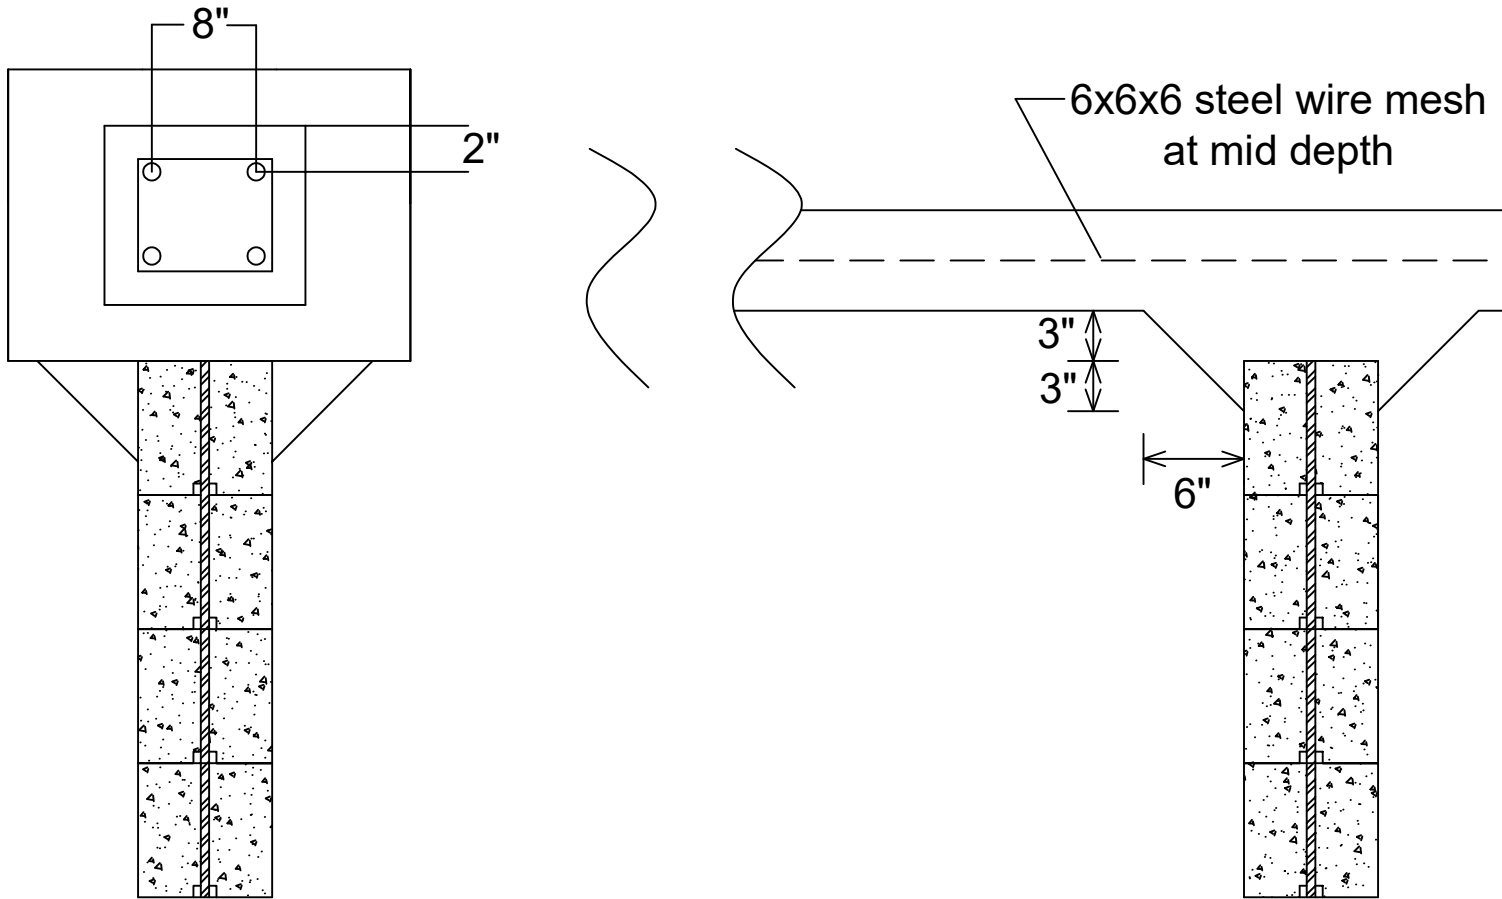 8"
2"
6x6x6 steel wire mesh
at mid depth
3"
3"
6"